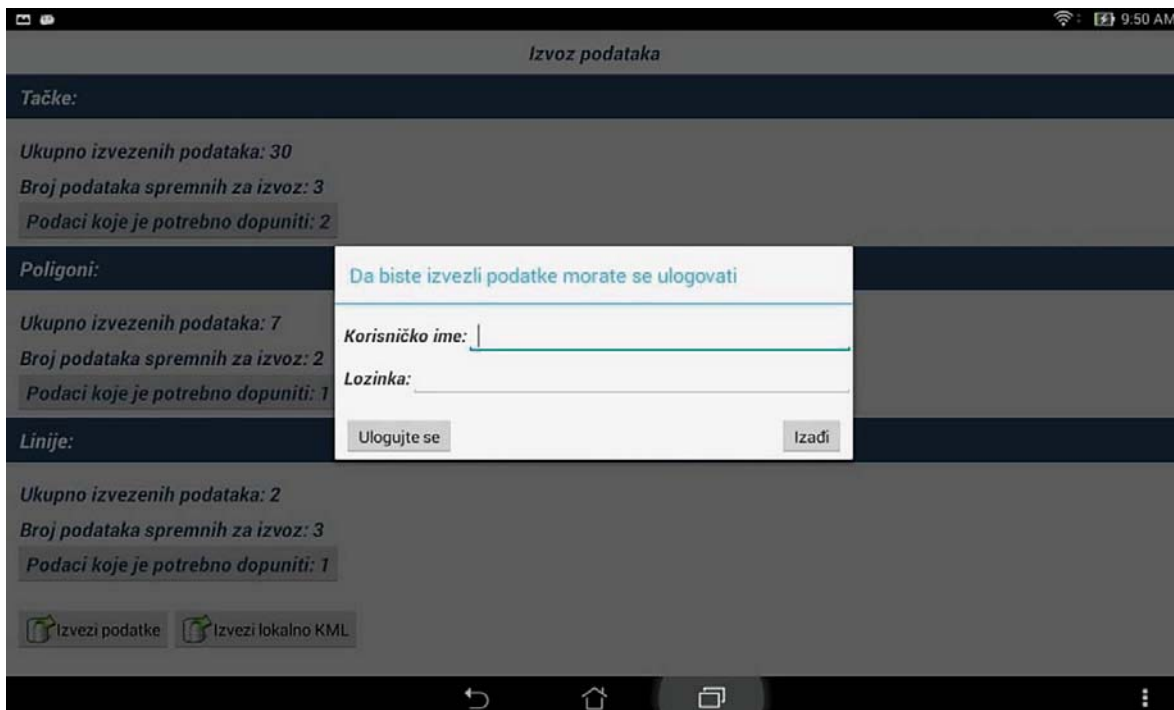 9:50 AM
Izvoz podataka
Tačke:
Ukupno izvezenih podataka: 30
Broj podataka spremnih za izvoz: 3
Podaci koje je potrebno dopuniti: 2
Poligoni:
Da biste izvezli podatke morate se ulogovati
Ukupno izvezenih podataka: 7
Korisničko ime:
Broj podataka spremnih za izvoz: 2
Lozinka:
Podaci koje je potrebno dopuniti: 1
Ulogujte se
Izađi
Linije:
Ukupno izvezenih podataka: 2
Broj podataka spremnih za izvoz: 3
Podaci koje je potrebno dopuniti: 1
Izvezi podatke
Izvezi lokalno KML